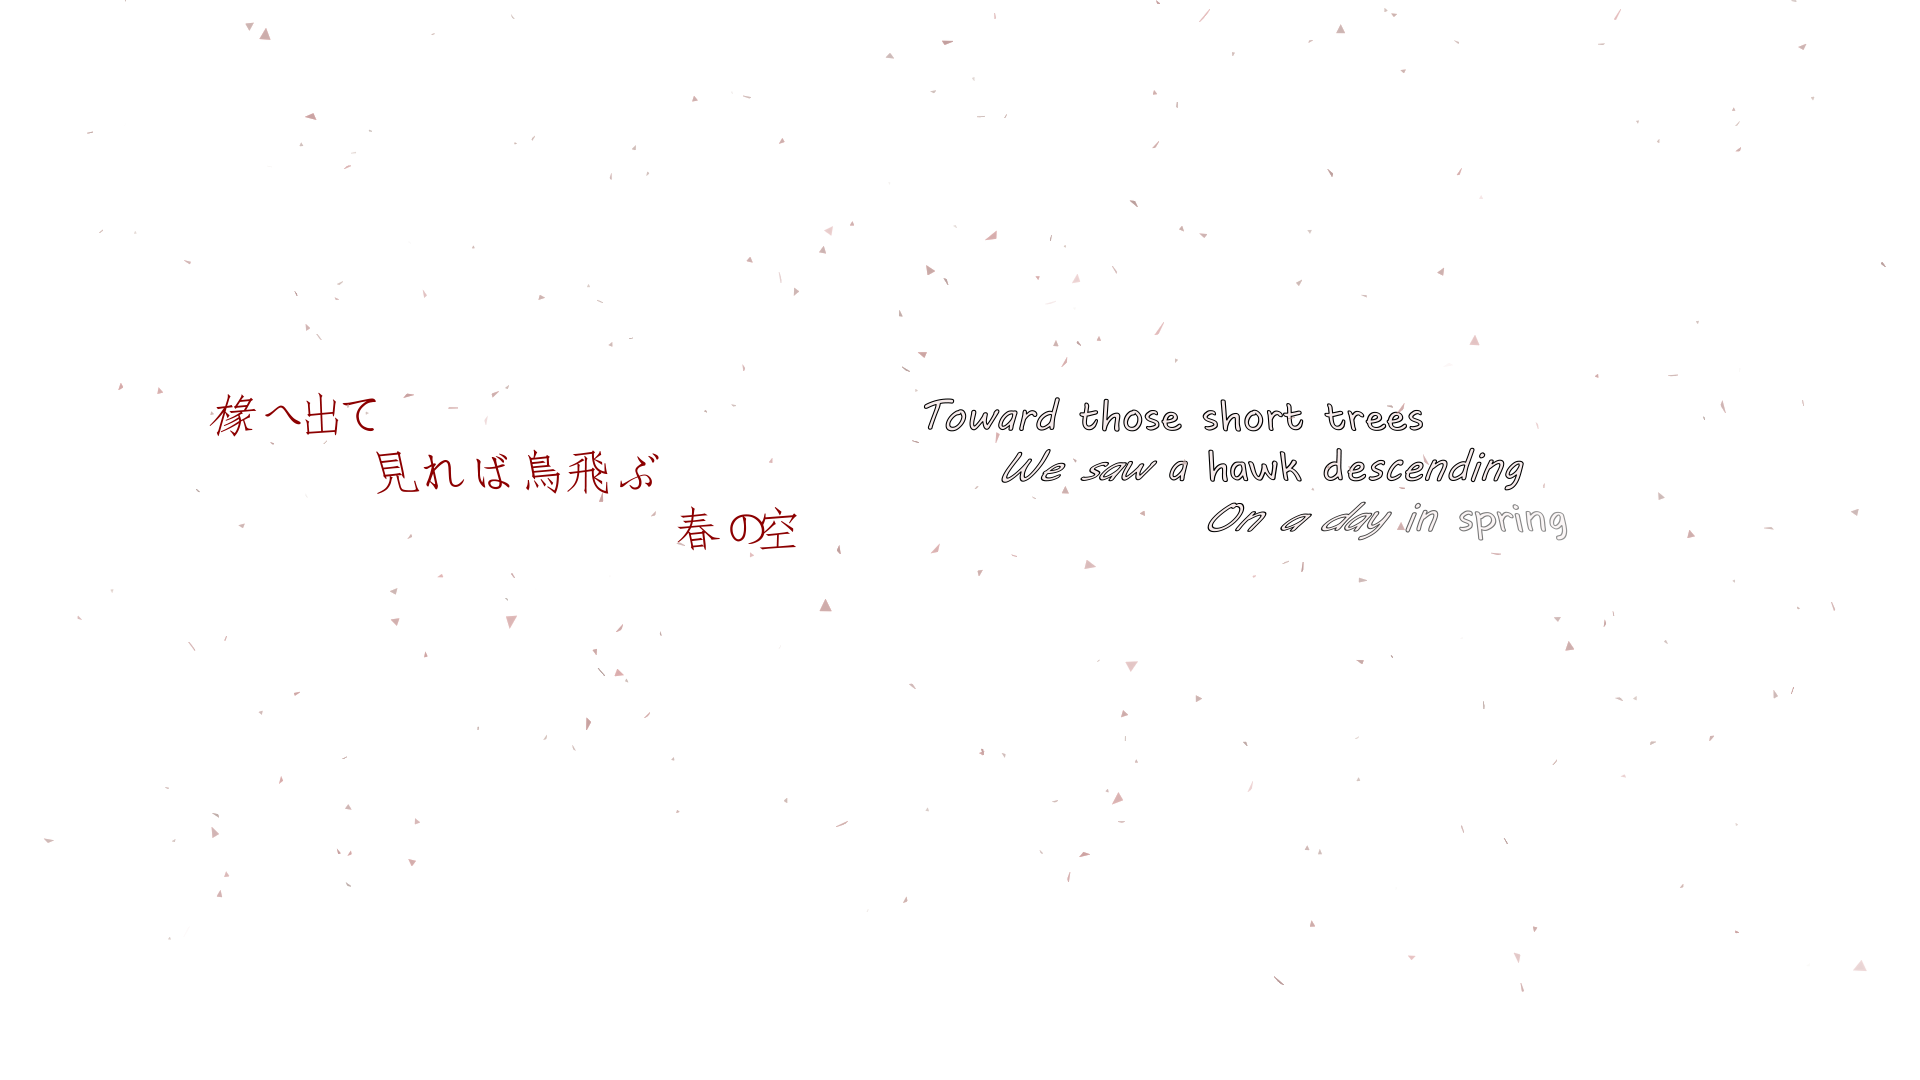 椽へ出て
見れば鳥飛ぶ
春の空
Toward those short trees
We saw a hawk descending
On a day in spring